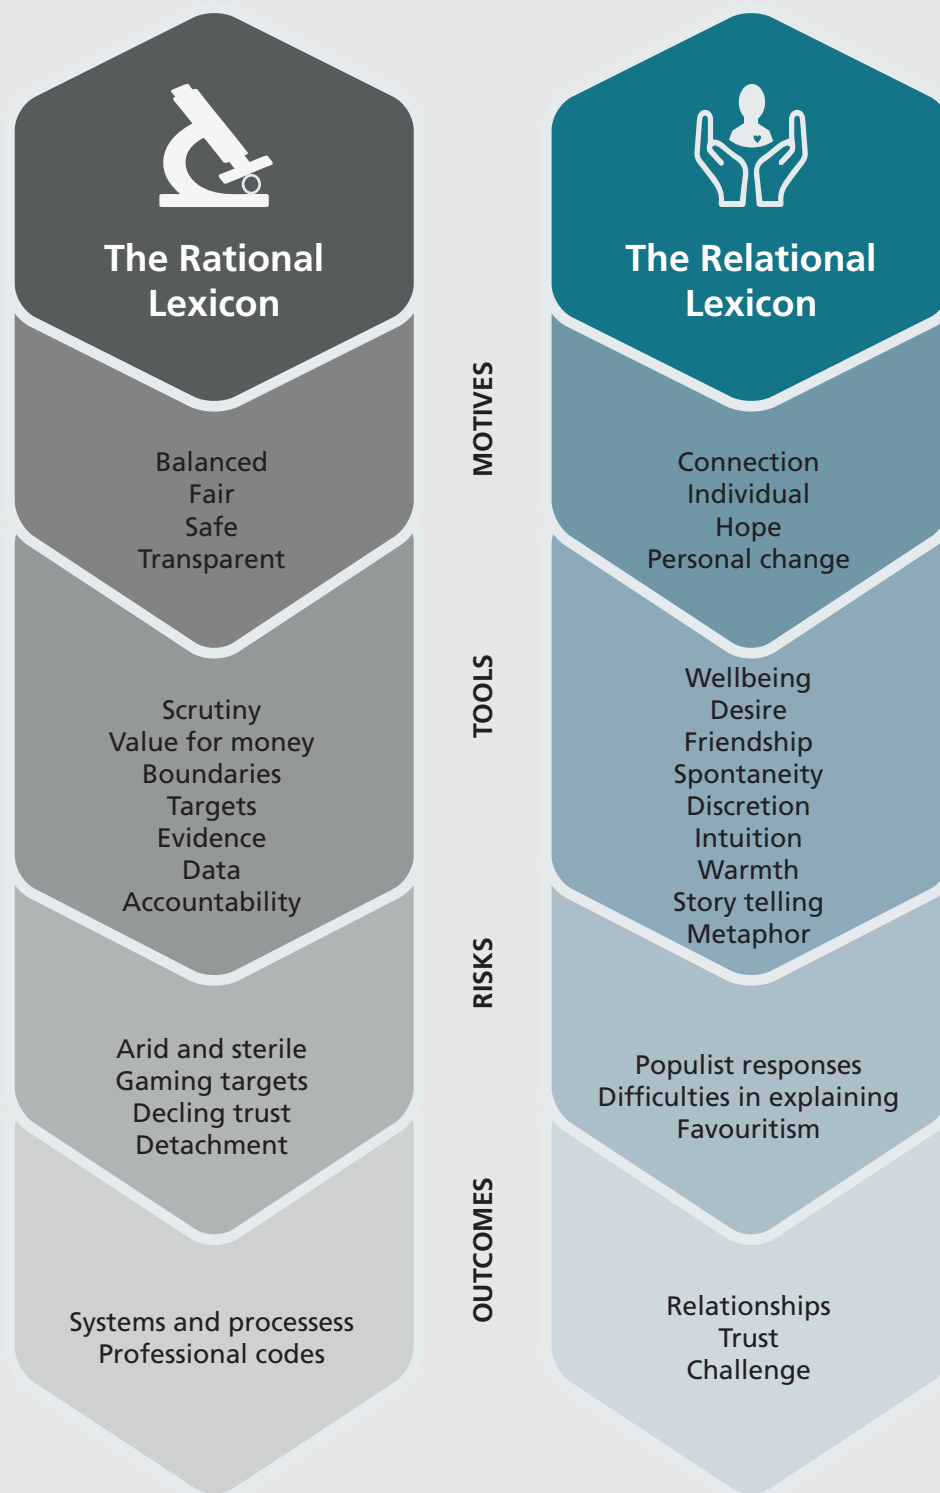 The Rational
Lexicon
The Relational
Lexicon
MOTIVES
Balanced
Fair
Safe
Transparent
Connection
Individual
Hope
Personal change
TOOLS
Scrutiny
Value for money
Boundaries
Targets
Evidence
Data
Accountability
Wellbeing
Desire
Friendship
Spontaneity
Discretion
Intuition
Warmth
Story telling
Metaphor
RISKS
Arid and sterile
Gaming targets
Decling trust
Detachment
Populist responses
Difficulties in explaining
Favouritism
OUTCOMES
Systems and processess
Professional codes
Relationships
Trust
Challenge